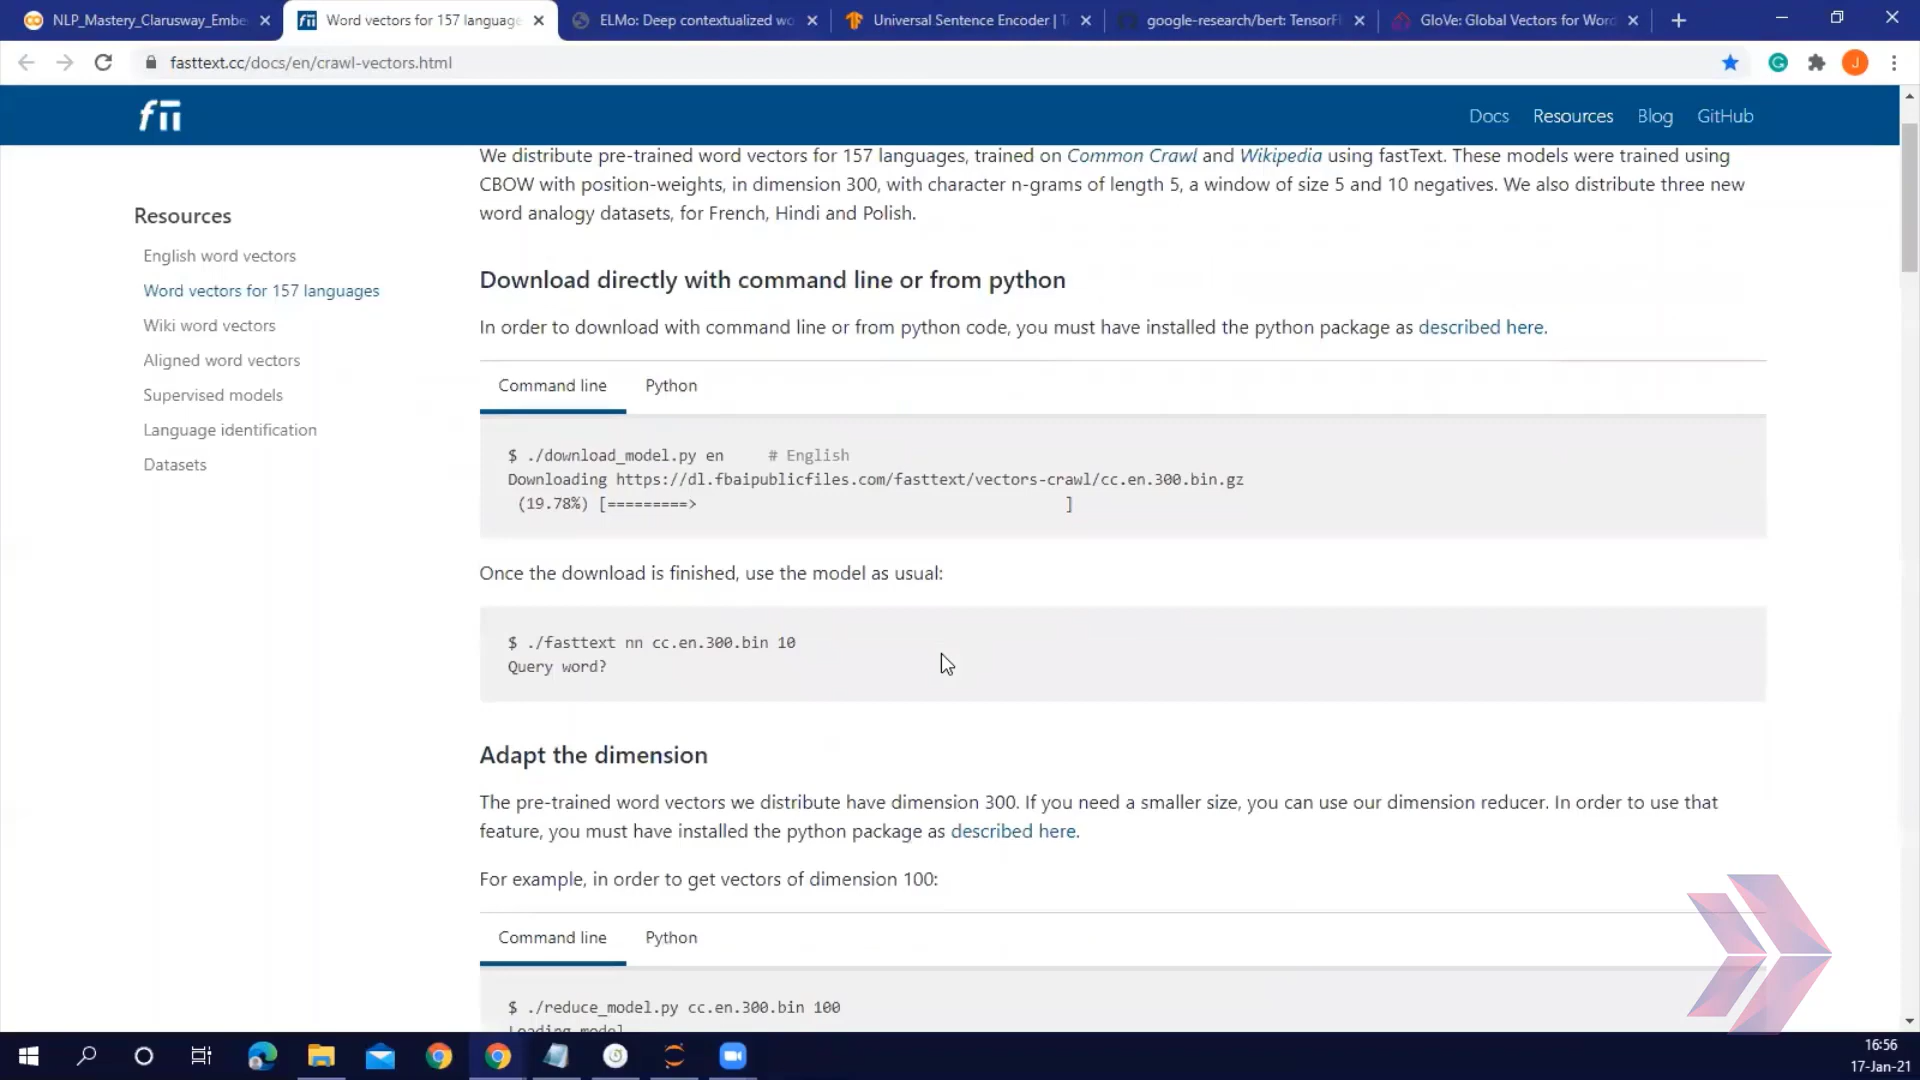 NLP_Mastery_Clarusway_Embe
Word vectors for 157 language
ELMo: Deep contextualized wo
Universal Sentence Encoder | T
google-research/bert: TensorFl
GloVe: Global Vectors for Word
fasttext.cc/docs/en/crawl-vectors.html
J
Docs
Resources
Blog
GitHub
We distribute pre-trained word vectors for 157 languages, trained on Common Crawl and Wikipedia using fastText. These models were trained using
CBOW with position-weights, in dimension 300, with character n-grams of length 5, a window of size 5 and 10 negatives. We also distribute three new
word analogy datasets, for French, Hindi and Polish.
Resources
English word vectors
Word vectors for 157 languages
Wiki word vectors
Aligned word vectors
Supervised models
Language identification
Datasets
Download directly with command line or from python
In order to download with command line or from python code, you must have installed the python package as described here.
Command line
Python
$ ./download_model.py en     # English
Downloading https://dl.fbaipublicfiles.com/fasttext/vectors-crawl/cc.en.300.bin.gz
(19.78%) [=========>                                         ]
Once the download is finished, use the model as usual:
$ ./fasttext nn cc.en.300.bin 10
Query word?
Adapt the dimension
The pre-trained word vectors we distribute have dimension 300. If you need a smaller size, you can use our dimension reducer. In order to use that
feature, you must have installed the python package as described here.
For example, in order to get vectors of dimension 100:
Command line
Python
$ ./reduce_model.py cc.en.300.bin 100
Loading model
16:56
17-Jan-21